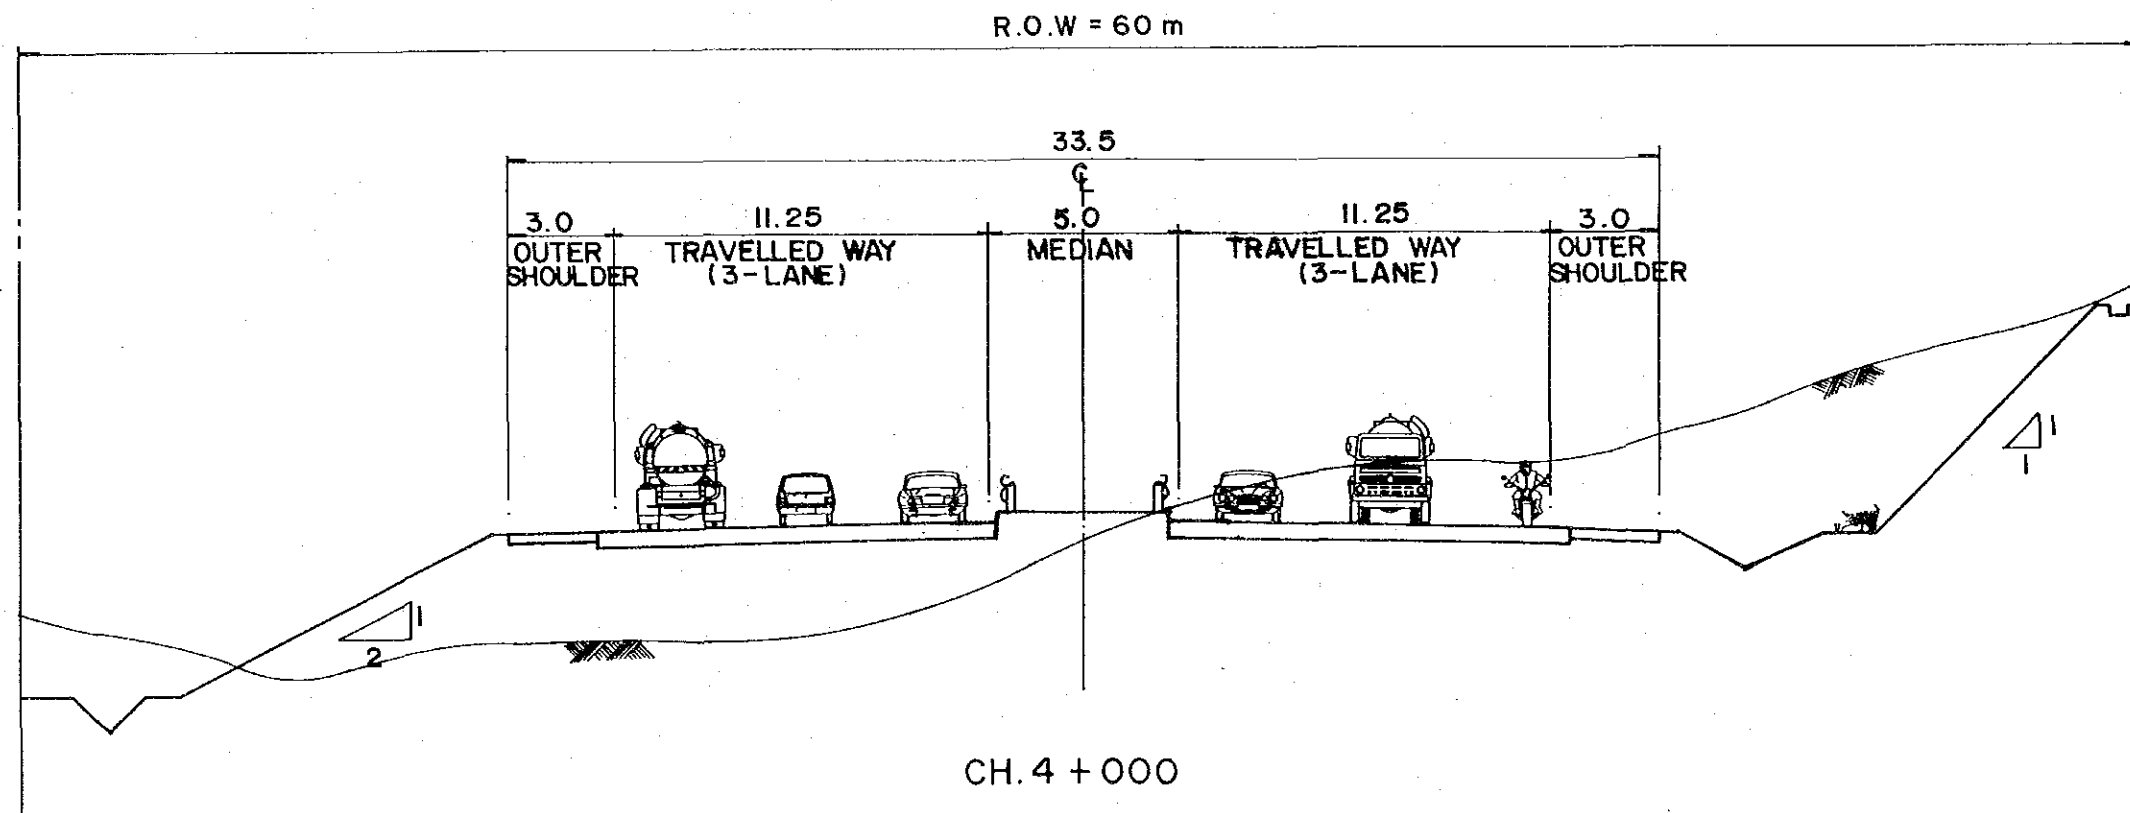 R.O.W = 60 m
33.5
℄
3.0 11.25 5.0 11.25 3.0
OUTER SHOULDER
TRAVELLED WAY
(3-LANE)
MEDIAN
TRAVELLED WAY
(3-LANE)
OUTER SHOULDER
1
1
1
2
CH. 4 + 000